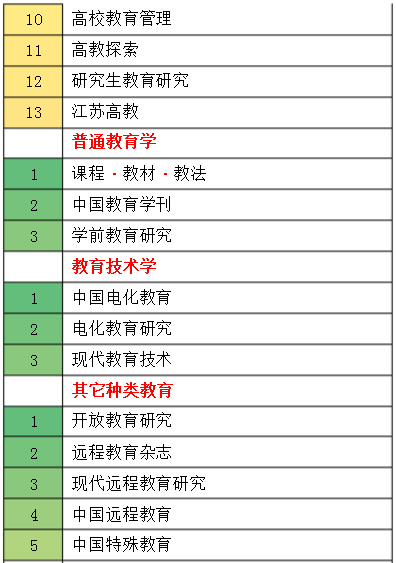 10 高校教育管理
11 高教探索
12 研究生教育研究
13 江苏高教
普通教育学
1 课程·教材·教法
2 中国教育学刊
3 学前教育研究
教育技术学
1 中国电化教育
2 电化教育研究
3 现代教育技术
其它种类教育
1 开放教育研究
2 远程教育杂志
3 现代远程教育研究
4 中国远程教育
5 中国特殊教育